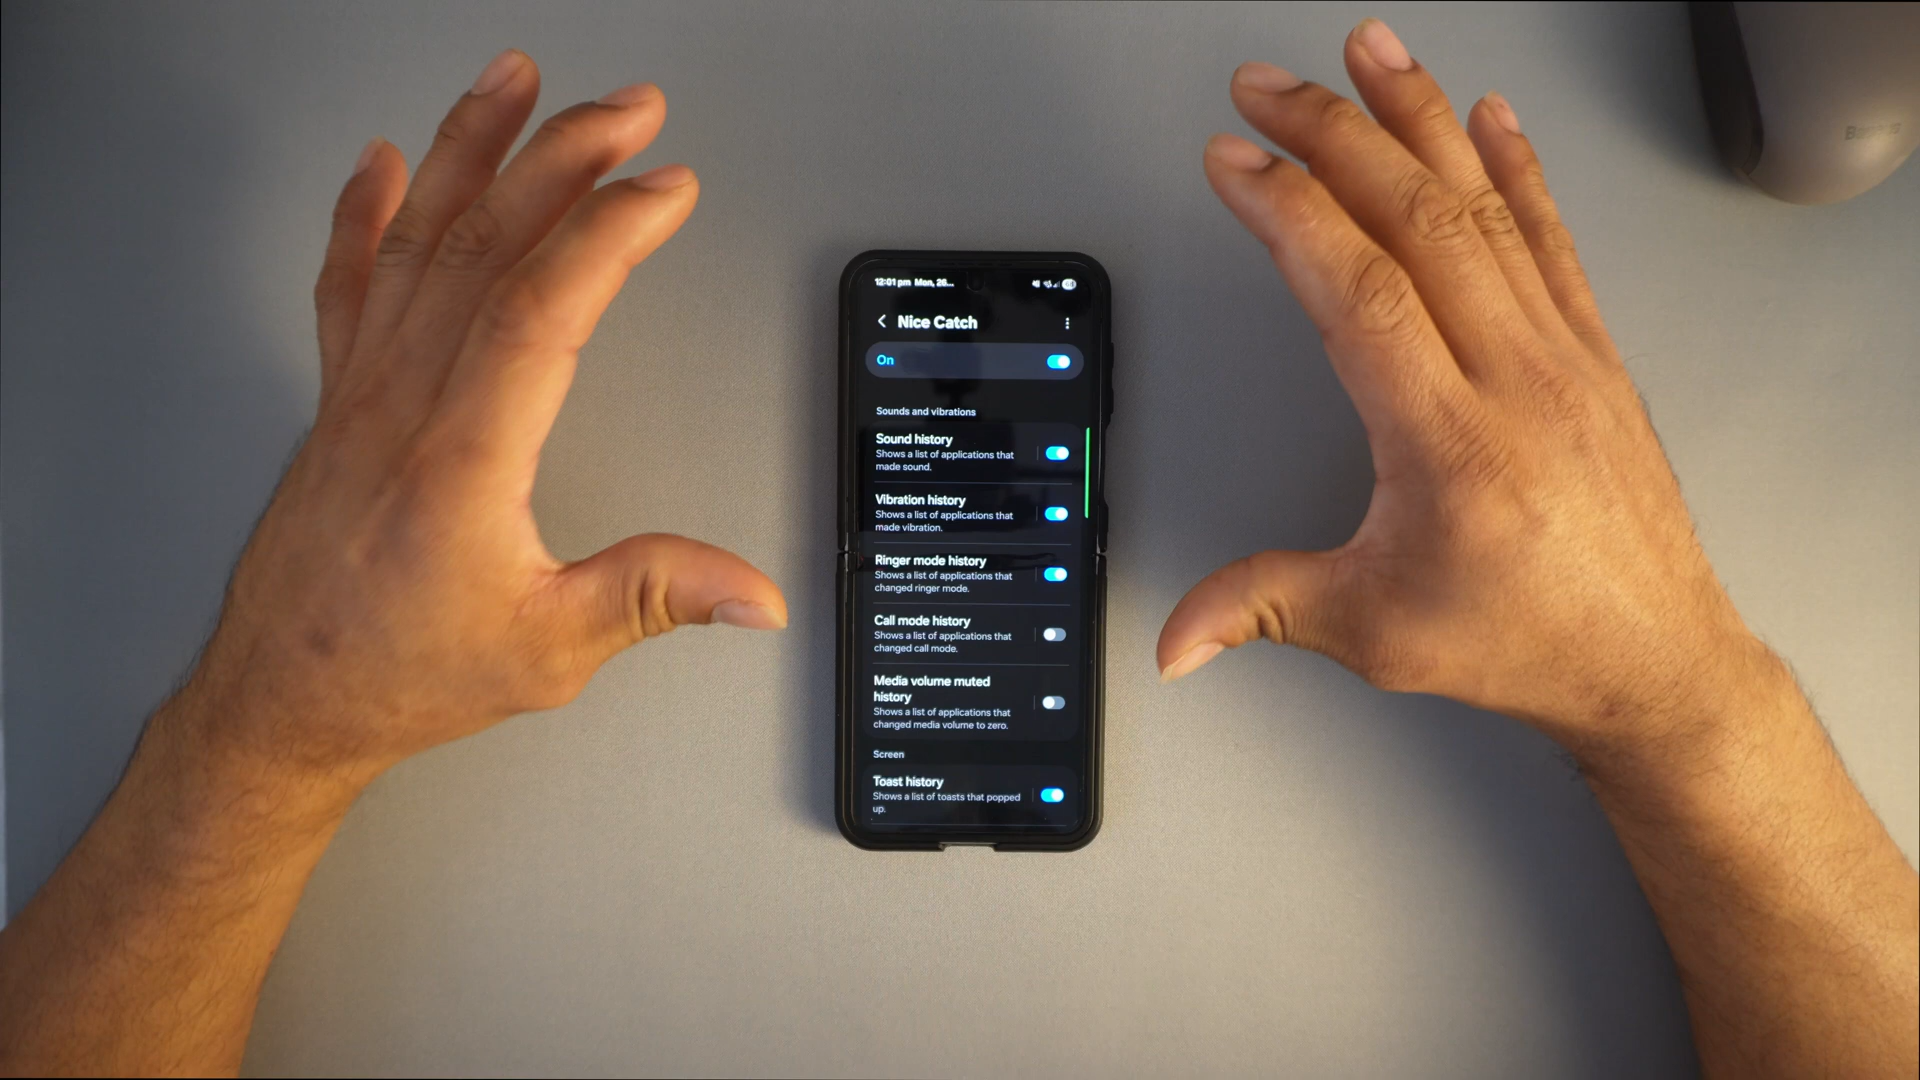 12:01 pm Mon, 26...
Nice Catch
On
Sounds and vibrations
Sound history
Shows a list of applications that
made sound.
Vibration history
Shows a list of applications that
made vibration.
Ringer mode history
Shows a list of applications that
changed ringer mode.
Call mode history
Shows a list of applications that
changed call mode.
Media volume muted
history
Shows a list of applications that
changed media volume to zero.
Screen
Toast history
Shows a list of toasts that popped
up.